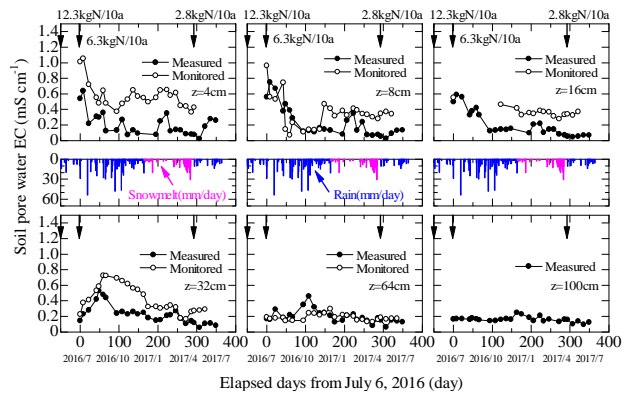 12.3kgN/10a 2.8kgN/10a 12.3kgN/10a 2.8kgN/10a 12.3kgN/10a 2.8kgN/10a
6.3kgN/10a 6.3kgN/10a 6.3kgN/10a
Soil pore water EC (mS cm⁻¹)
1.4
1.2
1.0
0.8
0.6
0.4
0.2
0
Measured
Monitored
z=4cm
Measured
Monitored
z=8cm
Measured
Monitored
z=16cm
0
30
60
Snowmelt(mm/day)
Rain(mm/day)
1.4
1.2
1.0
0.8
0.6
0.4
0.2
0
Measured
Monitored
z=32cm
Measured
Monitored
z=64cm
Measured
z=100cm
0 100 200 300 400 0 100 200 300 400 0 100 200 300 400
2016/7 2016/10 2017/1 2017/4 2017/7 2016/7 2016/10 2017/1 2017/4 2017/7 2016/7 2016/10 2017/1 2017/4 2017/7
Elapsed days from July 6, 2016 (day)